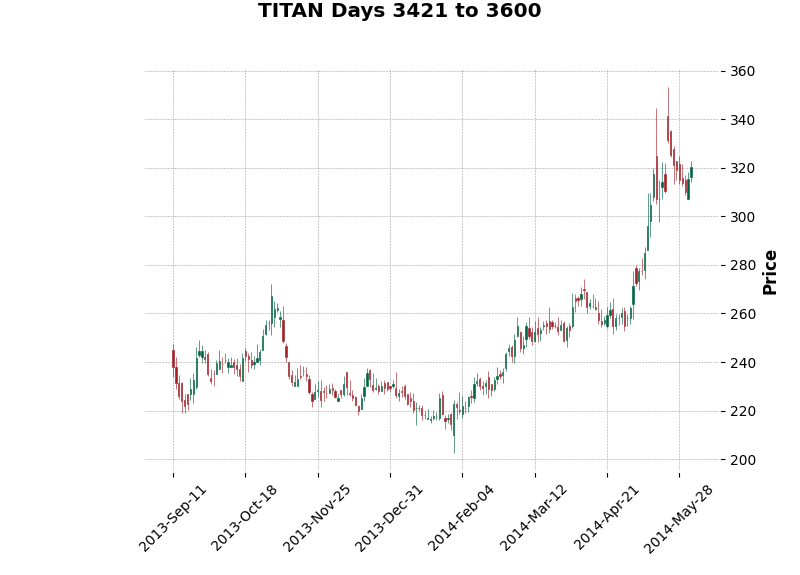 TITAN Days 3421 to 3600
360
340
320
300
280
260
240
220
200
Price
2013-Sep-11
2013-Oct-18
2013-Nov-25
2013-Dec-31
2014-Feb-04
2014-Mar-12
2014-Apr-21
2014-May-28